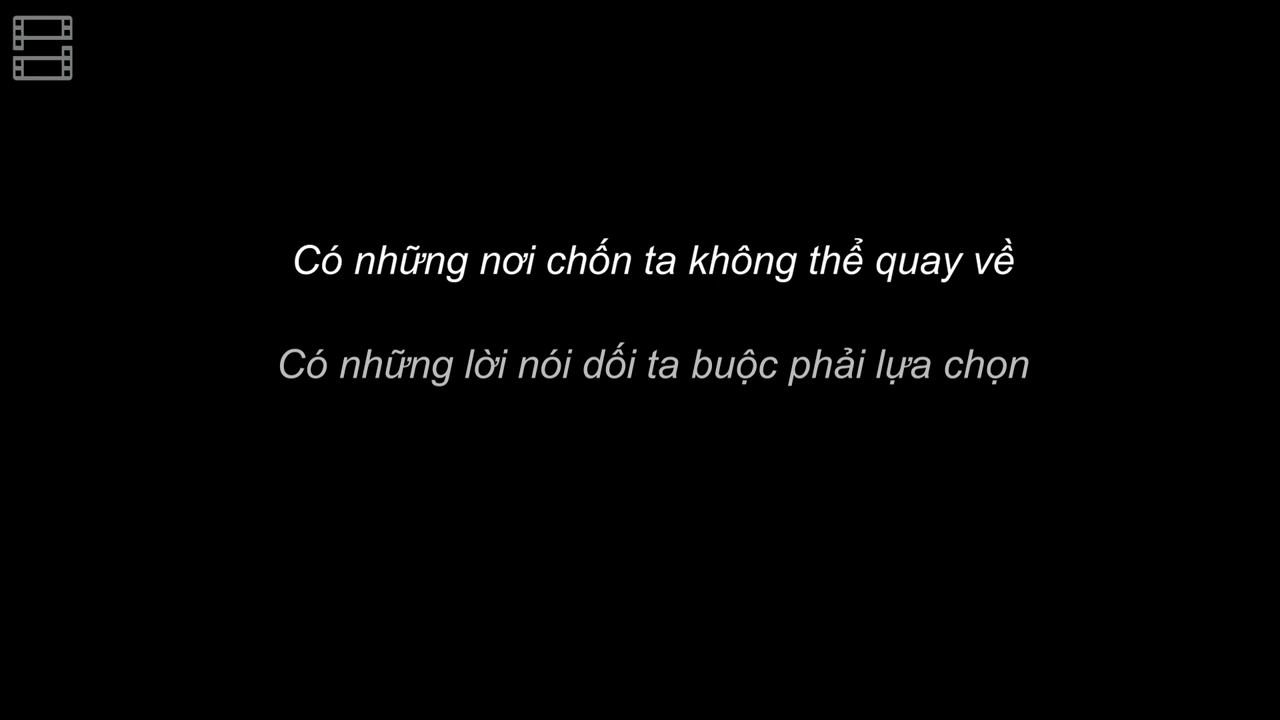 Có những nơi chốn ta không thể quay về
Có những lời nói dối ta buộc phải lựa chọn